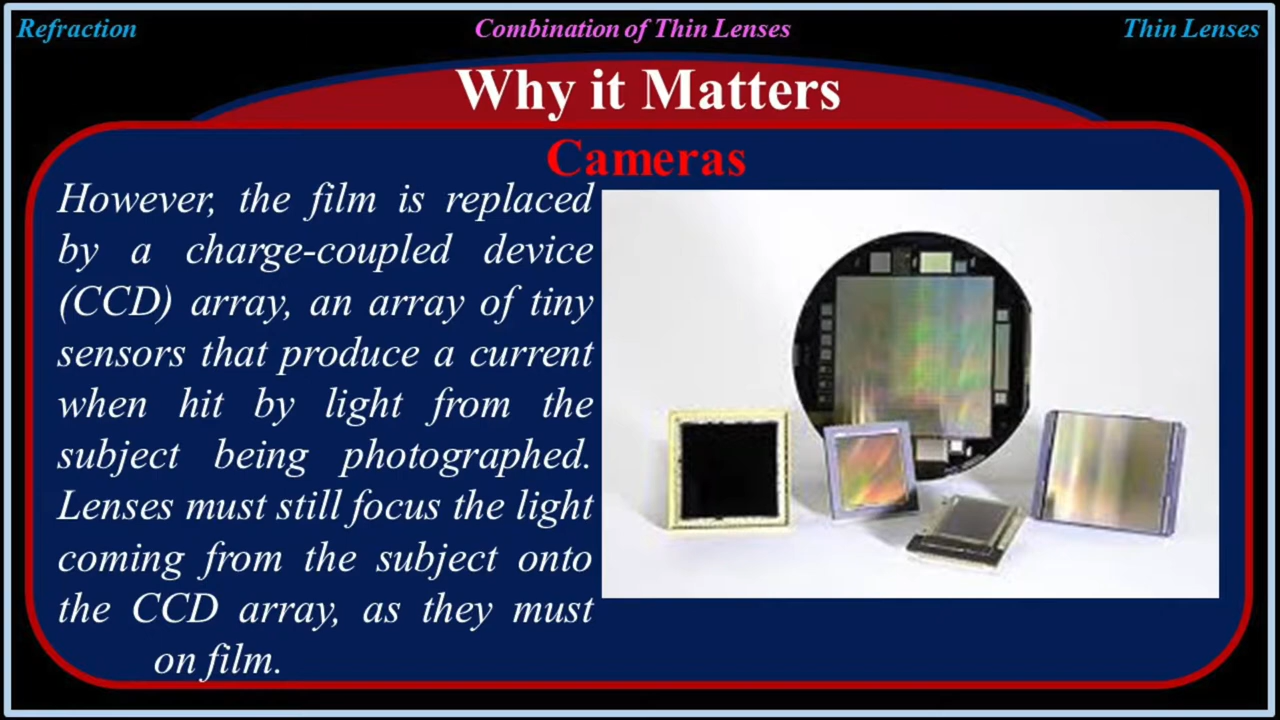 Refraction
Combination of Thin Lenses
Thin Lenses
Why it Matters
Cameras
However, the film is replaced
by a charge-coupled device
(CCD) array, an array of tiny
sensors that produce a current
when hit by light from the
subject being photographed.
Lenses must still focus the light
coming from the subject onto
the CCD array, as they must
on film.